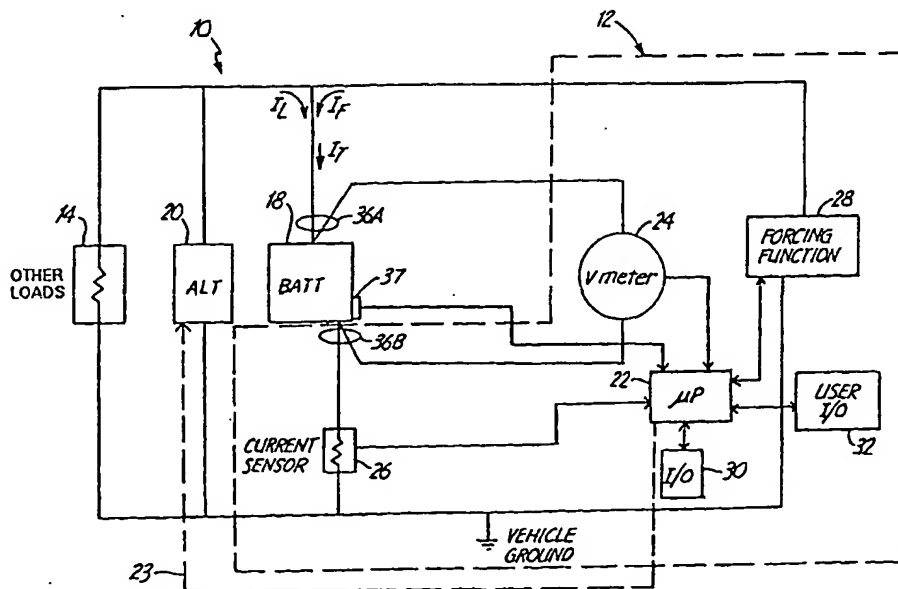 10
12
I_L
I_F
I_T
14
20
18
36A
24
28
OTHER LOADS
ALT
BATT
37
V meter
FORCING FUNCTION
36B
22
μP
USER I/O
32
CURRENT SENSOR
26
I/O
30
VEHICLE GROUND
23